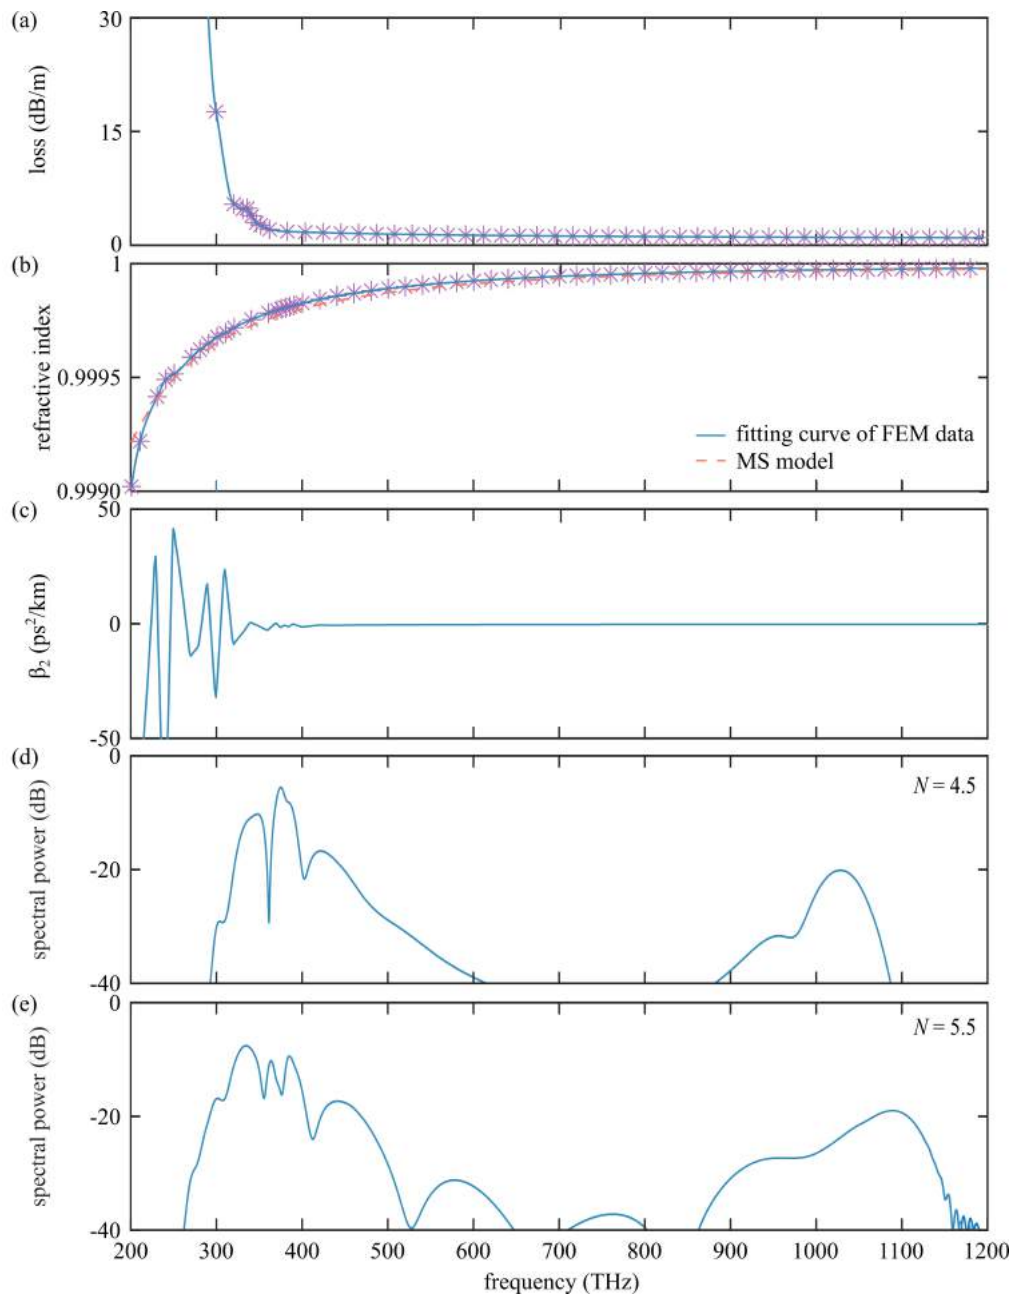 (a)
30
15
0
loss (dB/m)
(b)
1
0.9995
0.9990
refractive index
fitting curve of FEM data
MS model
(c)
50
0
-50
β₂ (ps²/km)
(d)
0
-20
-40
spectral power (dB)
N = 4.5
(e)
0
-20
-40
spectral power (dB)
N = 5.5
200 300 400 500 600 700 800 900 1000 1100 1200
frequency (THz)